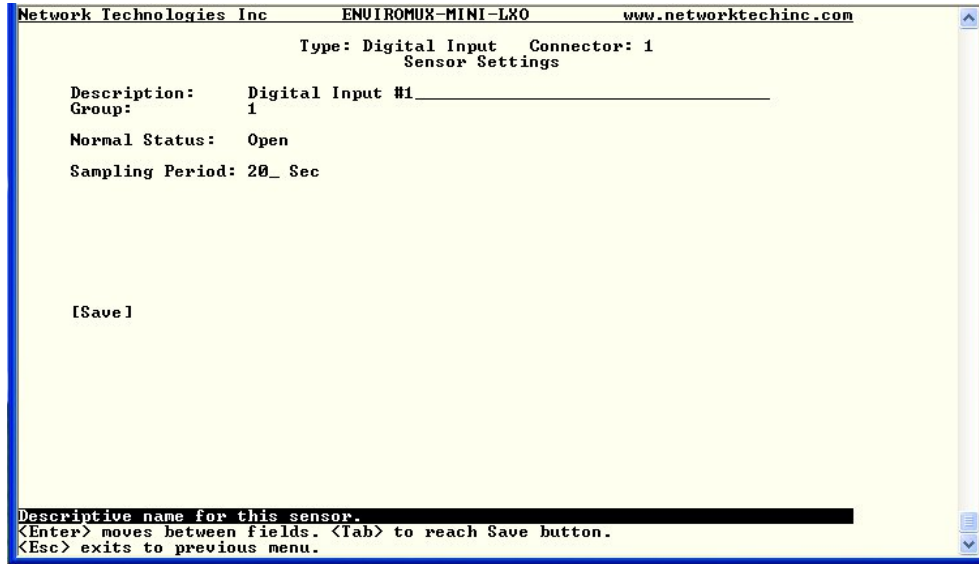 Network Technologies Inc ENVIROMUX-MINI-LXO www.networktechinc.com
Type: Digital Input Connector: 1
Sensor Settings
Description: Digital Input #1
Group: 1
Normal Status: Open
Sampling Period: 20_ Sec
[Save]
Descriptive name for this sensor.
<Enter> moves between fields. <Tab> to reach Save button.
<Esc> exits to previous menu.